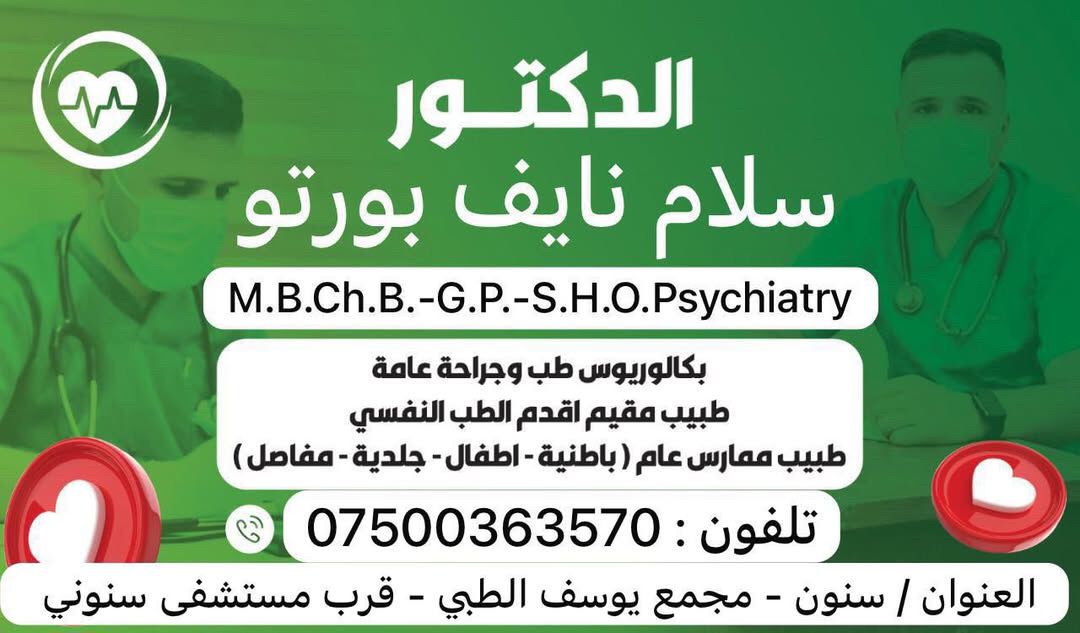 الدكتور
سلام نايف بورتو
M.B.Ch.B.-G.P.-S.H.O.Psychiatry
بكالوريوس طب وجراحة عامة
طبيب مقيم اقدم الطب النفسي
طبيب ممارس عام ( باطنية - اطفال - جلدية - مفاصل )
تلفون : 07500363570
العنوان / سنون - مجمع يوسف الطبي - قرب مستشفى سنوني